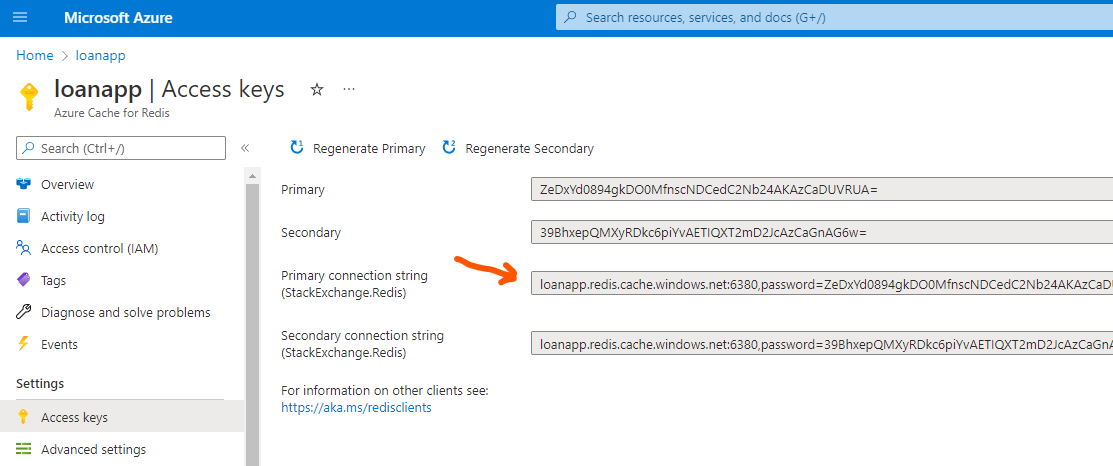 Microsoft Azure
Search resources, services, and docs (G+/)
Home > loanapp
loanapp | Access keys ...
Azure Cache for Redis
Search (Ctrl+/) «
Regenerate Primary Regenerate Secondary
Overview
Activity log
Access control (IAM)
Tags
Diagnose and solve problems
Events
Settings
Access keys
Advanced settings
Primary
ZeDxYd0894gkDO0MfnscNDCedC2Nb24AKAzCaDUVRUA=
Secondary
39BhxepQMXyRDkc6piYvAETIQXT2mD2JcAzCaGnAG6w=
Primary connection string
(StackExchange.Redis)
loanapp.redis.cache.windows.net:6380,password=ZeDxYd0894gkDO0MfnscNDCedC2Nb24AKAzCaDU
Secondary connection string
(StackExchange.Redis)
loanapp.redis.cache.windows.net:6380,password=39BhxepQMXyRDkc6piYvAETIQXT2mD2JcAzCaGnA
For information on other clients see:
https://aka.ms/redisclients